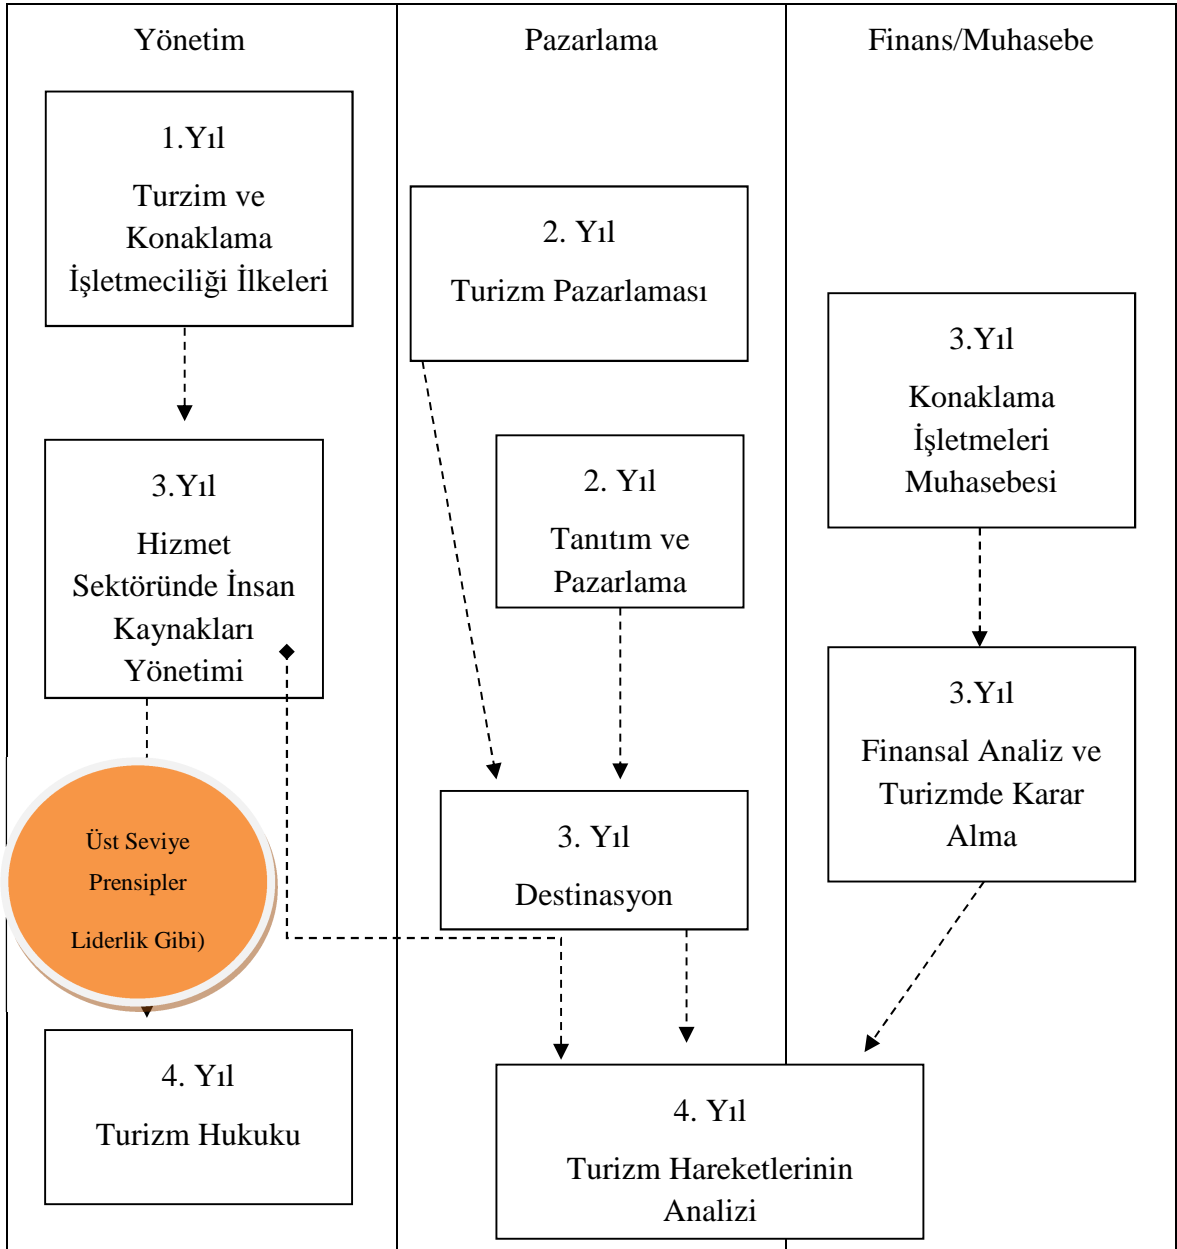 Yönetim
Pazarlama
Finans/Muhasebe
1.Yıl
Turzim ve
Konaklama
İşletmeciliği İlkeleri
2. Yıl
Turizm Pazarlaması
3.Yıl
Konaklama
İşletmeleri
Muhasebesi
3.Yıl
Hizmet
Sektöründe İnsan
Kaynakları
Yönetimi
2. Yıl
Tanıtım ve
Pazarlama
3.Yıl
Finansal Analiz ve
Turizmde Karar
Alma
Üst Seviye
Prensipler
Liderlik Gibi)
3. Yıl
Destinasyon
4. Yıl
Turizm Hukuku
4. Yıl
Turizm Hareketlerinin
Analizi